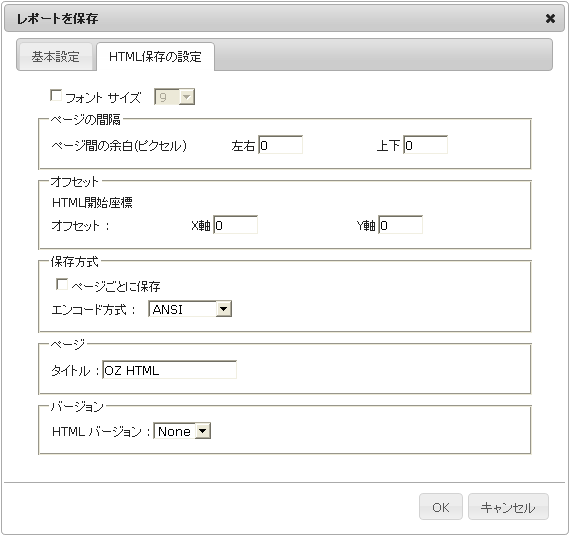 レポートを保存
基本設定 HTML保存の設定
フォント サイズ 9
ページの間隔
ページ間の余白(ピクセル) 左右 0 上下 0
オフセット
HTML開始座標
オフセット : X軸 0 Y軸 0
保存方式
ページごとに保存
エンコード方式 : ANSI
ページ
タイトル : OZ HTML
バージョン
HTML バージョン : None
OK キャンセル